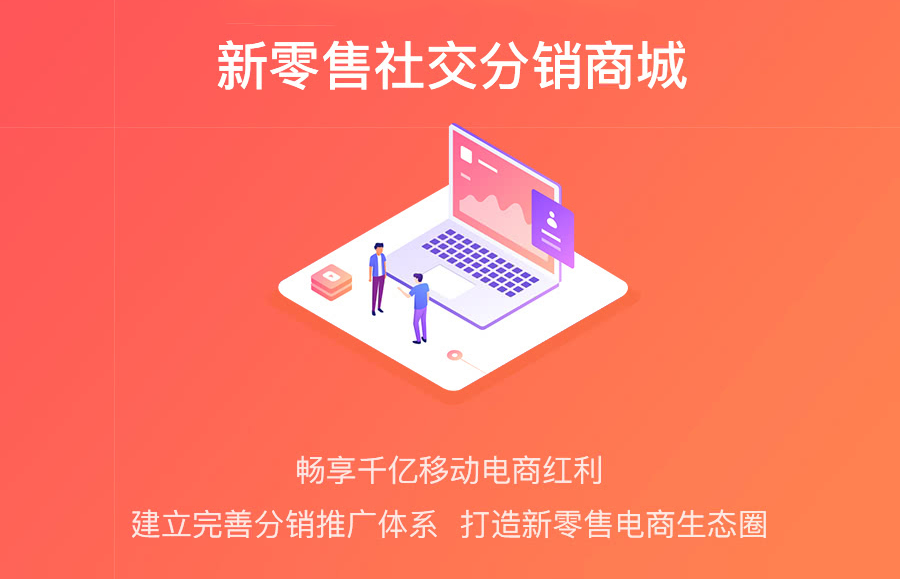 新零售社交分销商城
畅享千亿移动电商红利
建立完善分销推广体系 打造新零售电商生态圈